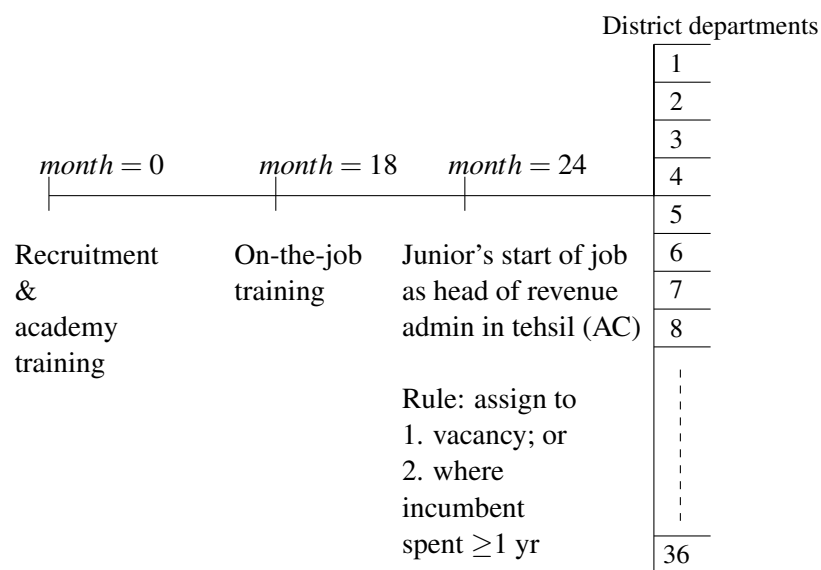 District departments
1
2
3
4
5
6
7
8
36
month = 0
month = 18
month = 24
Recruitment
&
academy
training
On-the-job
training
Junior's start of job
as head of revenue
admin in tehsil (AC)
Rule: assign to
1. vacancy; or
2. where
incumbent
spent ≥1 yr